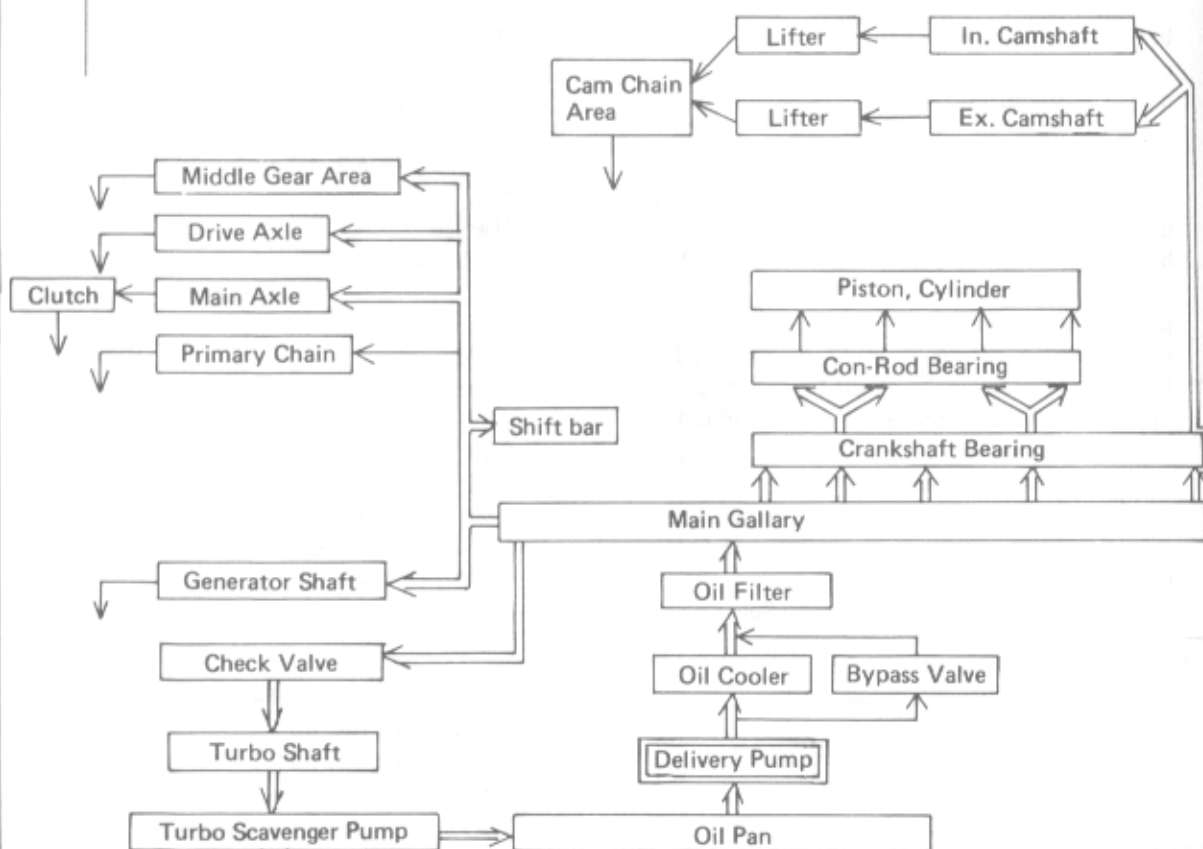 Lifter
In. Camshaft
Cam Chain
Area
Lifter
Ex. Camshaft
Middle Gear Area
Drive Axle
Clutch
Main Axle
Piston, Cylinder
Primary Chain
Con-Rod Bearing
Shift bar
Crankshaft Bearing
Main Gallary
Generator Shaft
Oil Filter
Check Valve
Oil Cooler
Bypass Valve
Turbo Shaft
Delivery Pump
Turbo Scavenger Pump
Oil Pan